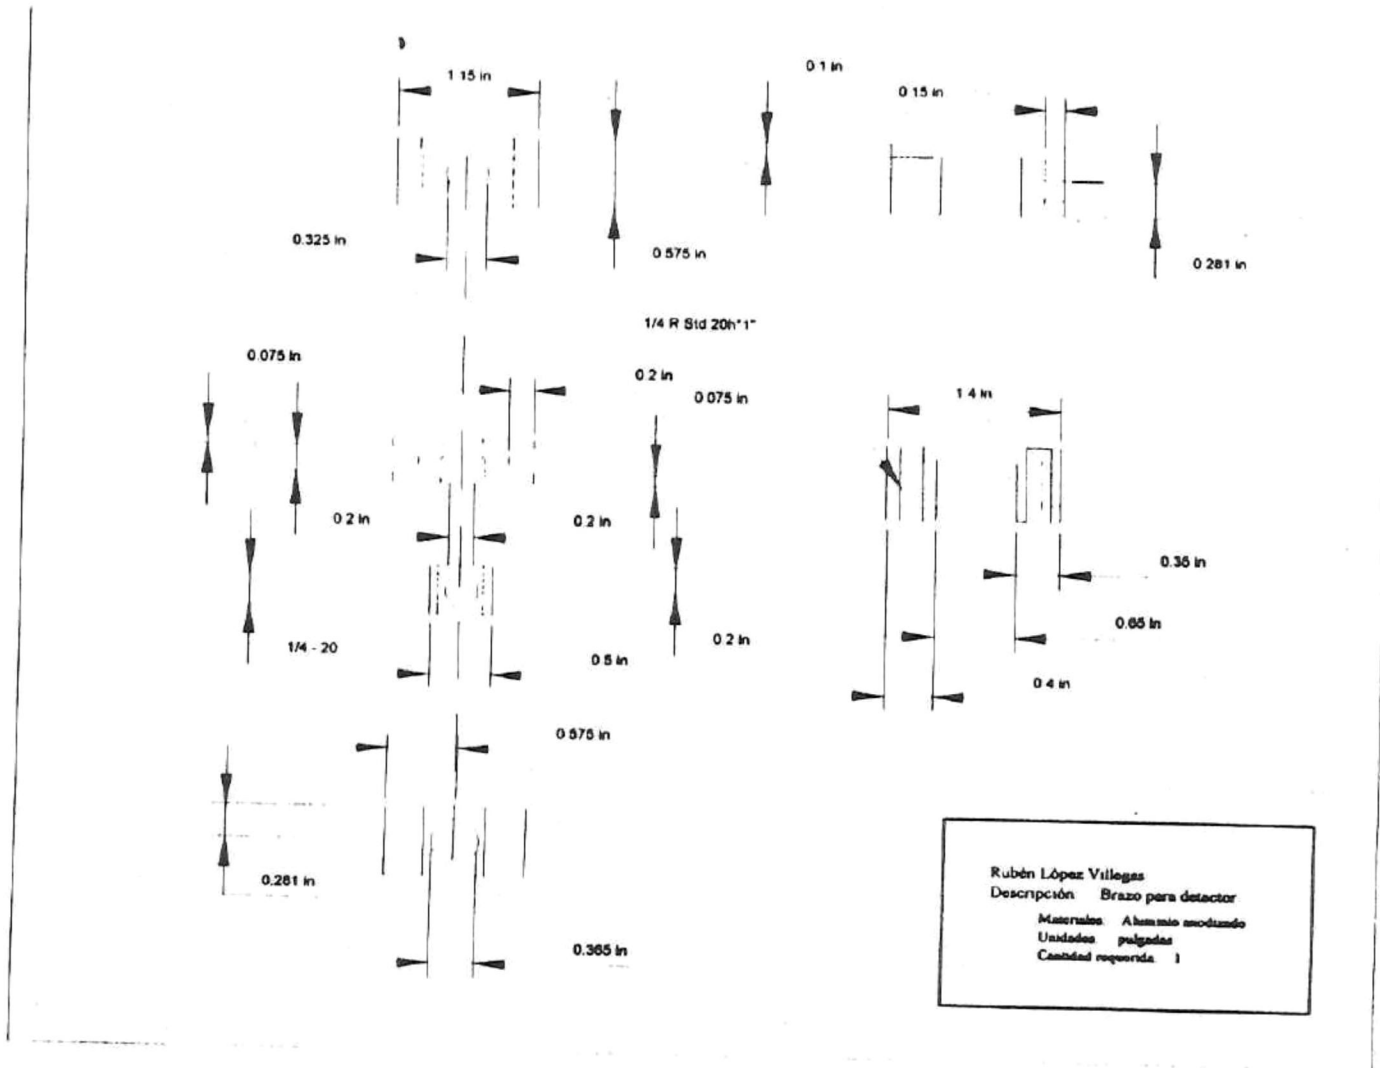 1 15 in
0 1 in
0 15 in
0.325 in
0 575 in
0 281 in
1/4 R Std 20h"1"
0 075 in
0 2 in
0 075 in
1 4 in
0 2 in
0.2 in
0.35 in
0.65 in
1/4 - 20
0 5 in
0.2 in
0 4 in
0 575 in
0.281 in
0.365 in
Rubén López Villegas
Descripción Brazo para detector
Materiales Aluminio anodizado
Unidades pulgadas
Cantidad requerida 1